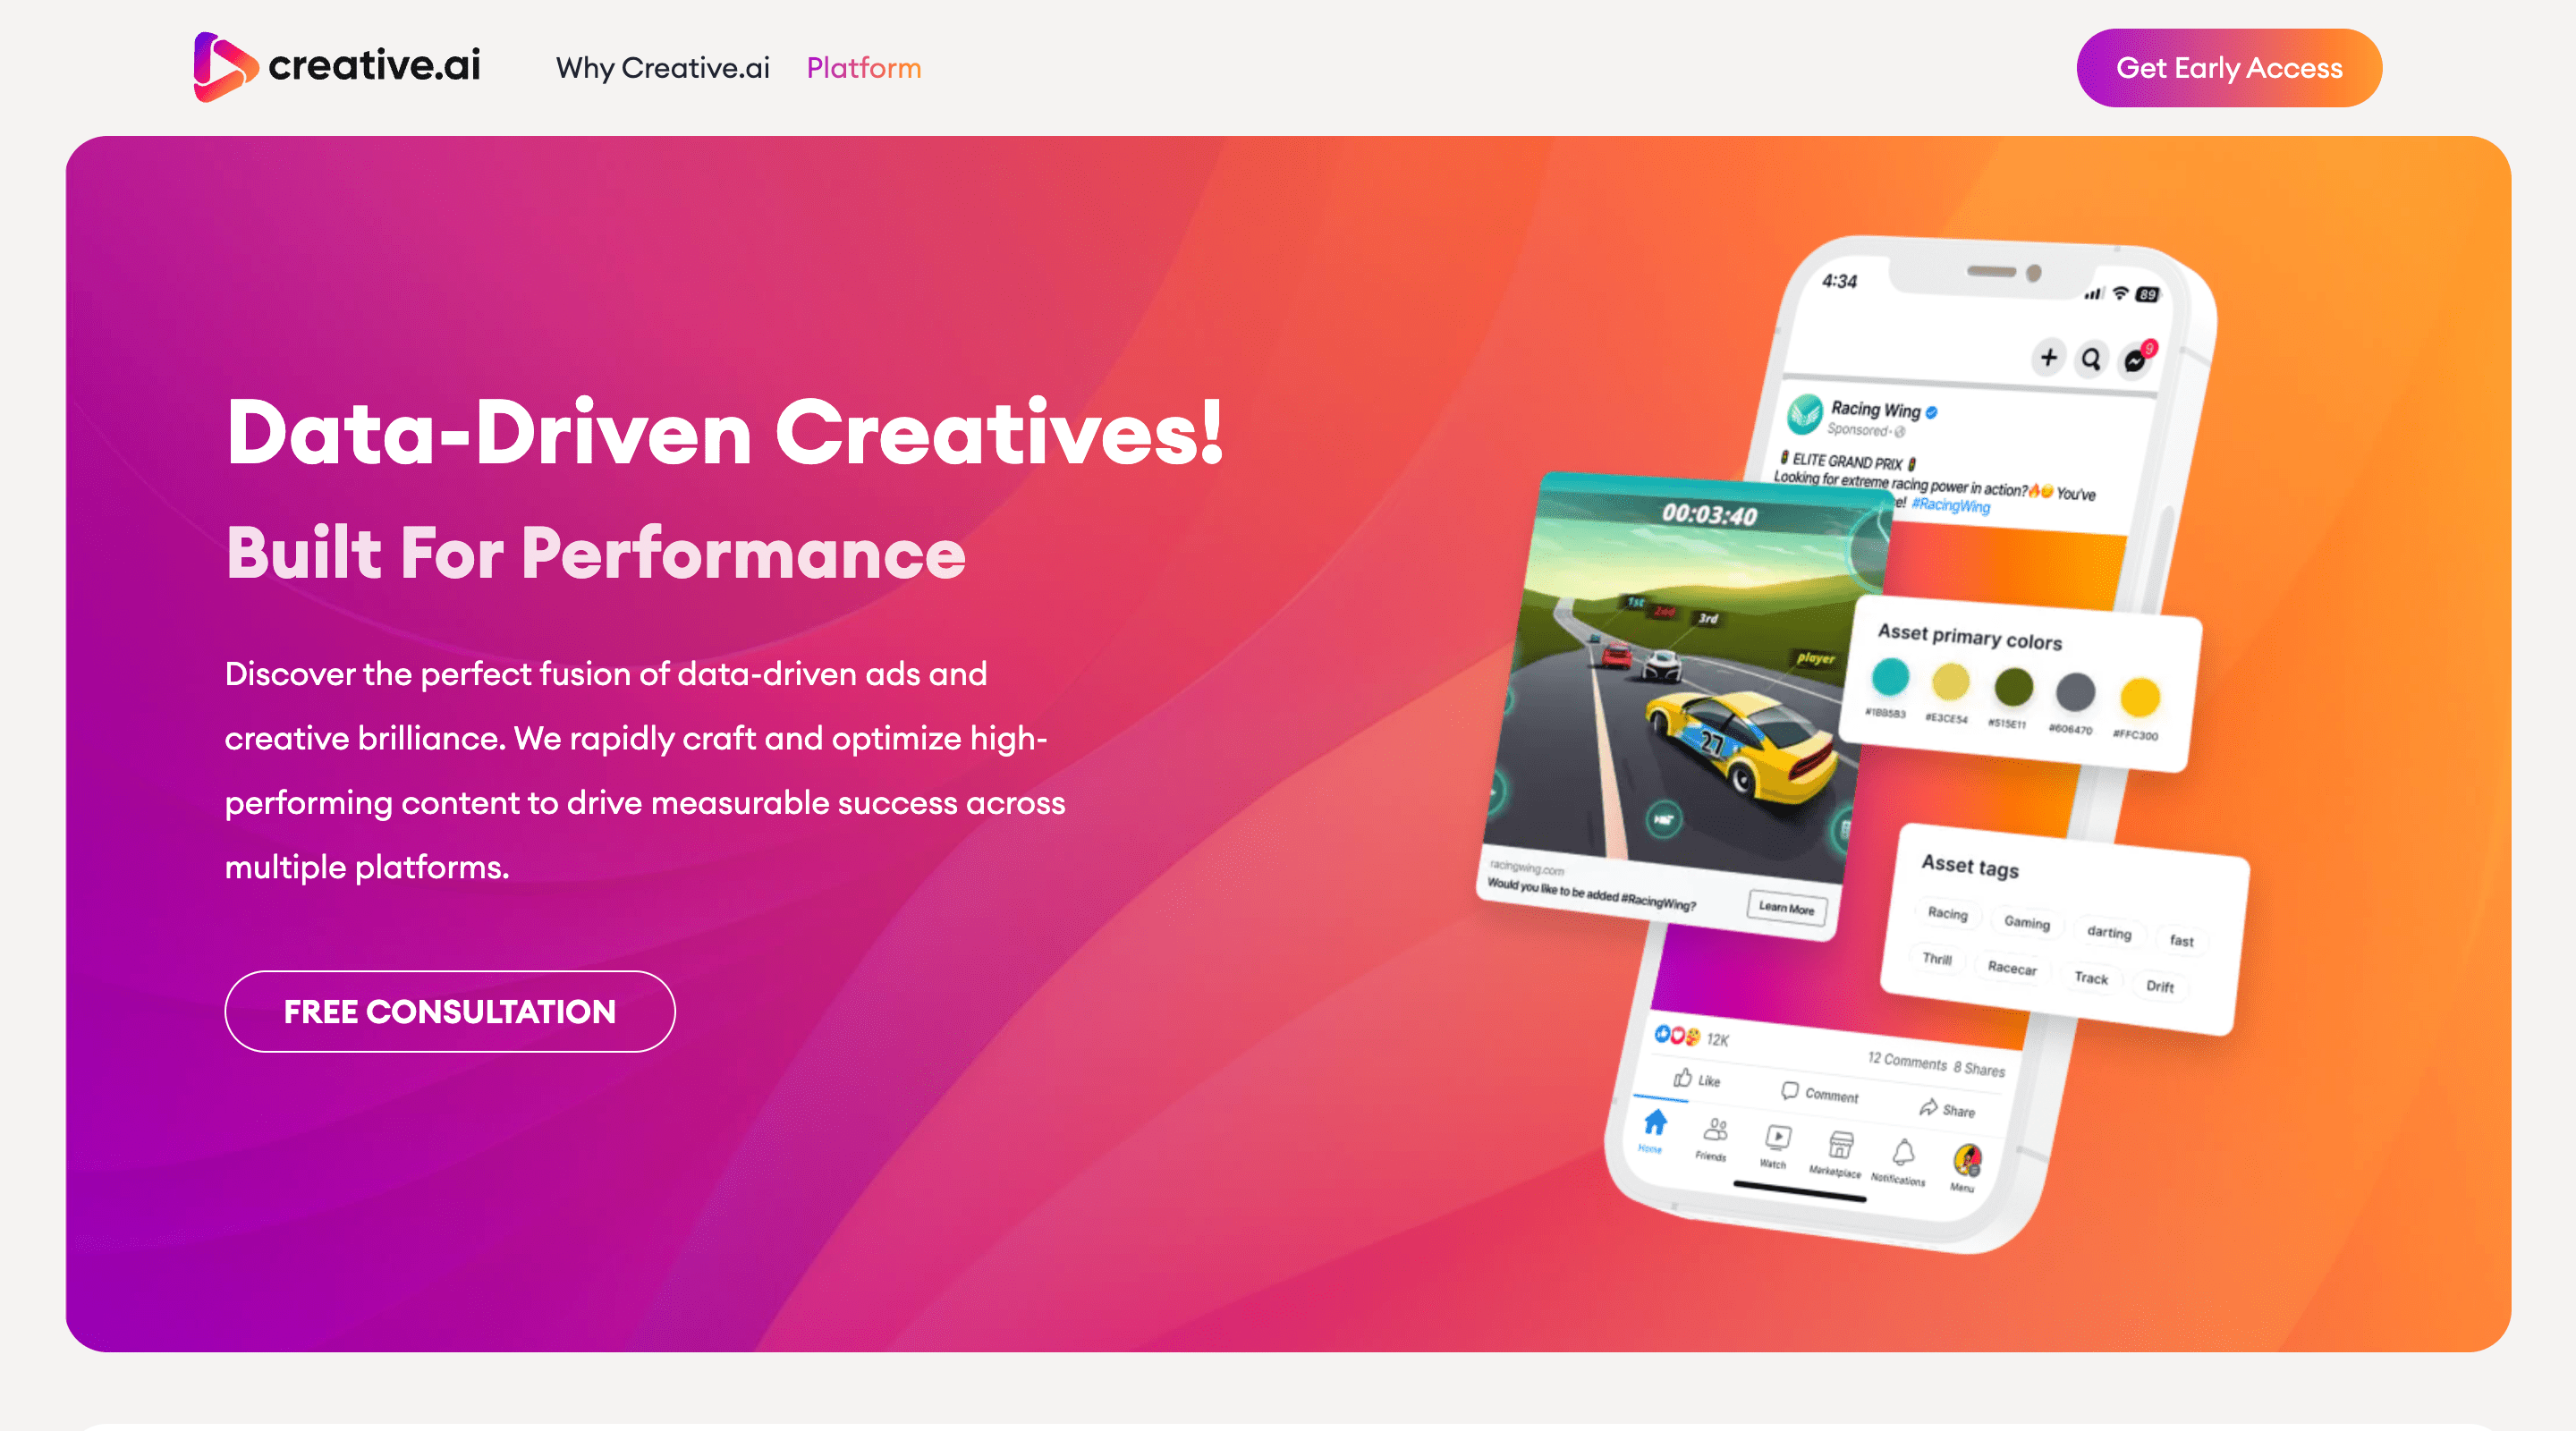 creative.ai
Why Creative.ai
Platform
Get Early Access
Data-Driven Creatives!
Built For Performance
Discover the perfect fusion of data-driven ads and
creative brilliance. We rapidly craft and optimize high-
performing content to drive measurable success across
multiple platforms.
FREE CONSULTATION
4:34
89
9
Racing Wing
Sponsored ·
🚦 ELITE GRAND PRIX 🚦
Looking for extreme racing power in action?🔥😏 You've
e! #RacingWing
00:03:40
1st
2nd
3rd
player
27
racingwing.com
Would you like to be added #RacingWing?
Learn More
Asset primary colors
#1BB5B3
#E3CE54
#515E11
#606470
#FFC300
Asset tags
Racing
Gaming
darting
fast
Thrill
Racecar
Track
Drift
12K
12 Comments
8 Shares
Like
Comment
Share
Home
Friends
Watch
Marketplace
Notifications
Menu